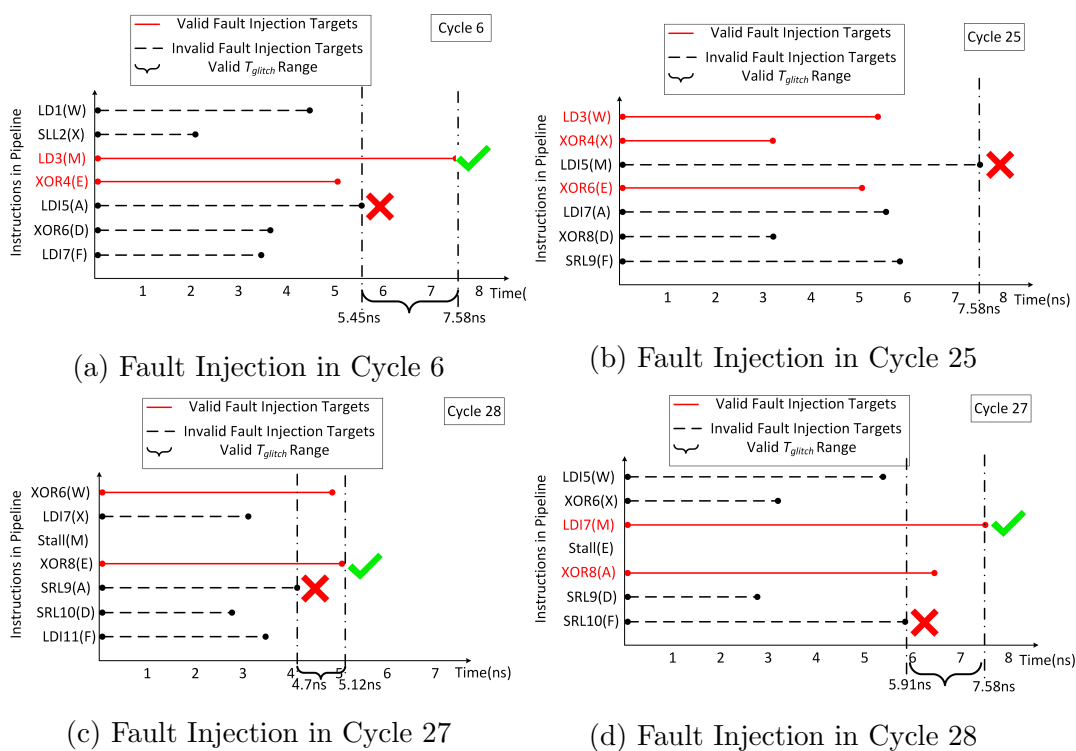 Valid Fault Injection Targets
Invalid Fault Injection Targets
Valid Tglitch Range
Cycle 6
Instructions in Pipeline
LD1(W)
SLL2(X)
LD3(M)
XOR4(E)
LDI5(A)
XOR6(D)
LDI7(F)
1 2 3 4 5 6 7 8 Time(
5.45ns 7.58ns
(a) Fault Injection in Cycle 6
Valid Fault Injection Targets
Invalid Fault Injection Targets
Valid Tglitch Range
Cycle 25
Instructions in Pipeline
LD3(W)
XOR4(X)
LDI5(M)
XOR6(E)
LDI7(A)
XOR8(D)
SRL9(F)
1 2 3 4 5 6 7 8 Time(ns)
7.58ns
(b) Fault Injection in Cycle 25
Valid Fault Injection Targets
Invalid Fault Injection Targets
Valid Tglitch Range
Cycle 28
Instructions in Pipeline
XOR6(W)
LDI7(X)
Stall(M)
XOR8(E)
SRL9(A)
SRL10(D)
LDI11(F)
1 2 3 4 5 6 7 Time(ns)
4.7ns 5.12ns
(c) Fault Injection in Cycle 27
Valid Fault Injection Targets
Invalid Fault Injection Targets
Valid Tglitch Range
Cycle 27
Instructions in Pipeline
LDI5(W)
XOR6(X)
LDI7(M)
Stall(E)
XOR8(A)
SRL9(D)
SRL10(F)
1 2 3 4 5 6 7 8 Time(ns)
5.91ns 7.58ns
(d) Fault Injection in Cycle 28